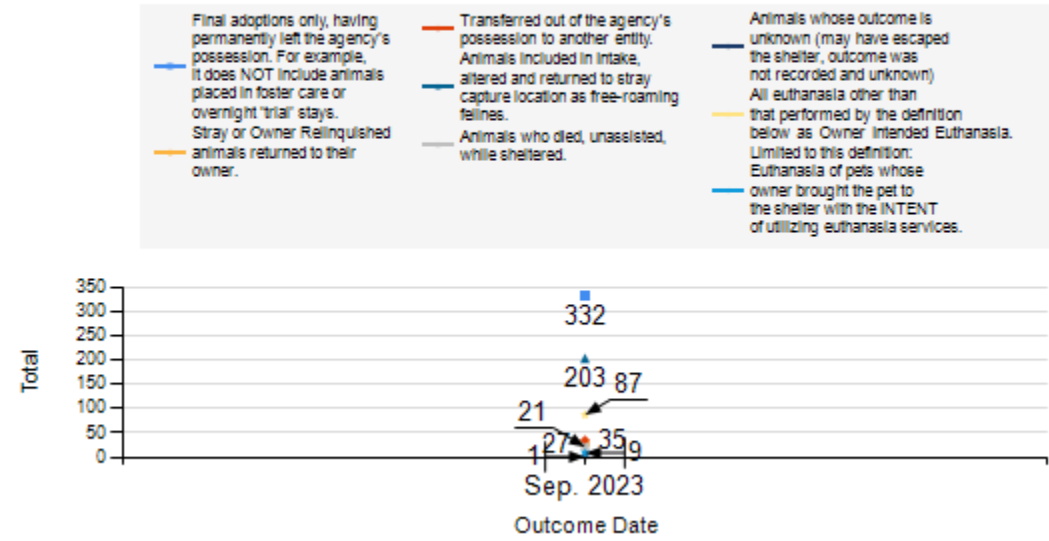 Final adoptions only, having
permanently left the agency's
possession. For example,
it does NOT include animals
placed in foster care or
overnight "trial" stays.
Stray or Owner Relinquished
animals returned to their
owner.
Transferred out of the agency's
possession to another entity.
Animals included in intake,
altered and returned to stray
capture location as free-roaming
felines.
Animals who died, unassisted,
while sheltered.
Animals whose outcome is
unknown (may have escaped
the shelter, outcome was
not recorded and unknown)
All euthanasia other than
that performed by the definition
below as Owner Intended Euthanasia.
Limited to this definition:
Euthanasia of pets whose
owner brought the pet to
the shelter with the INTENT
of utilizing euthanasia services.
Total
350
300
250
200
150
100
50
0
332
203
87
21
27
35
1
9
Sep. 2023
Outcome Date